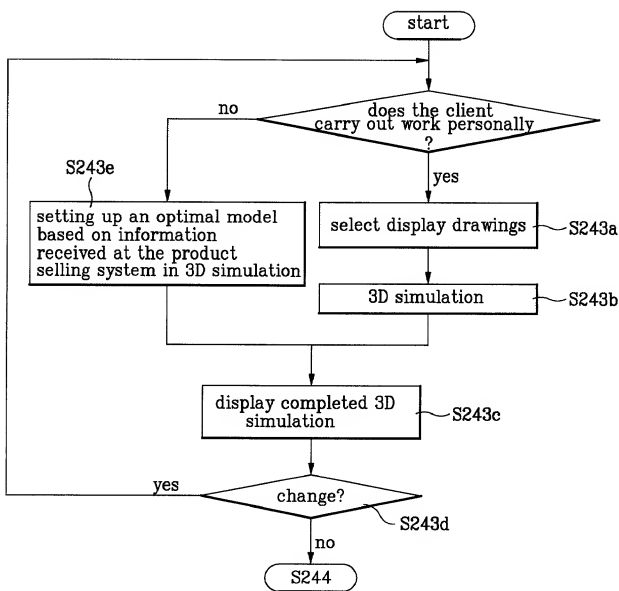 start
does the client
carry out work personally
?
no
yes
S243e
setting up an optimal model
based on information
received at the product
selling system in 3D simulation
select display drawings
S243a
3D simulation
S243b
display completed 3D
simulation
S243c
yes
change?
S243d
no
S244